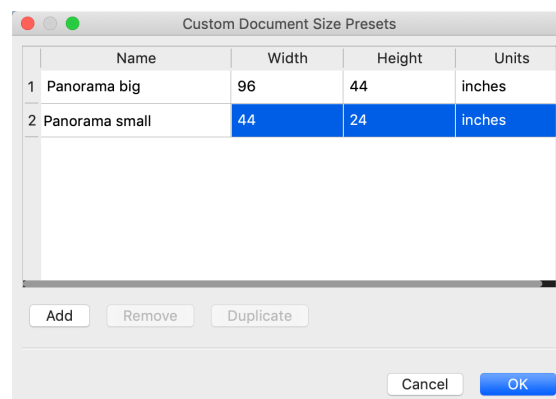 Custom Document Size Presets
Name Width Height Units
1 Panorama big 96 44 inches
2 Panorama small 44 24 inches
Add Remove Duplicate
Cancel OK